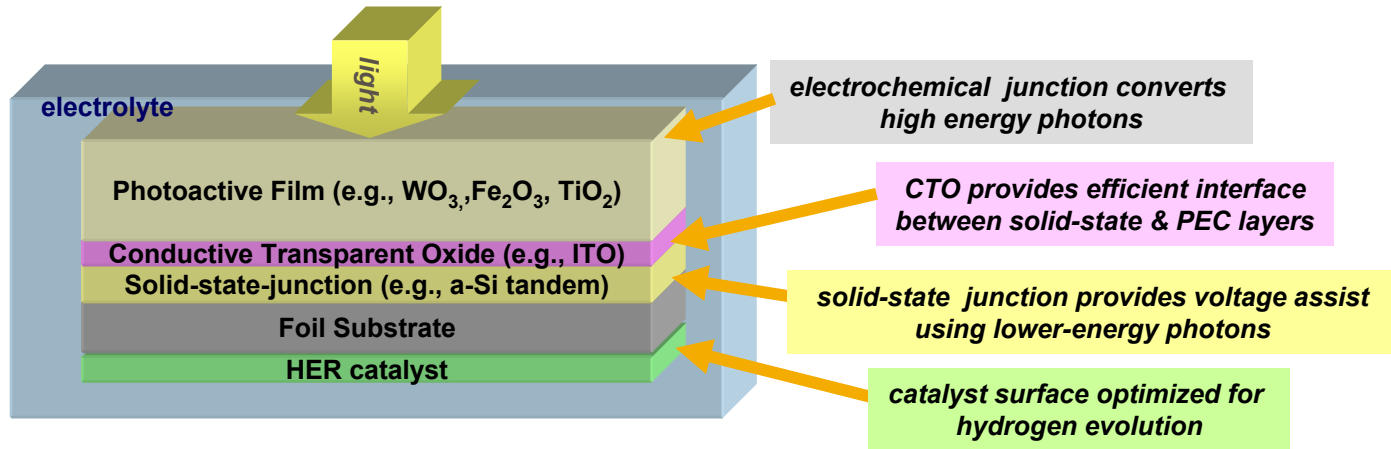 light
electrolyte
Photoactive Film (e.g., WO₃,,Fe₂O₃, TiO₂)
Conductive Transparent Oxide (e.g., ITO)
Solid-state-junction (e.g., a-Si tandem)
Foil Substrate
HER catalyst
electrochemical junction converts
high energy photons
CTO provides efficient interface
between solid-state & PEC layers
solid-state junction provides voltage assist
using lower-energy photons
catalyst surface optimized for
hydrogen evolution